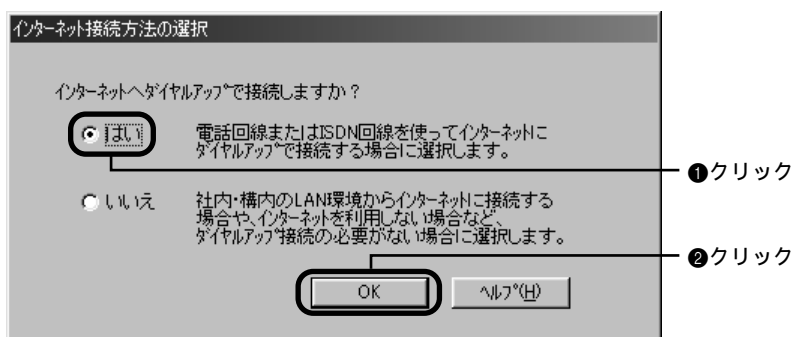 インターネット接続方法の選択
インターネットへダイヤルアップで接続しますか？
はい
電話回線またはISDN回線を使ってインターネットに
ダイヤルアップで接続する場合に選択します。
❶クリック
いいえ
社内・構内のLAN環境からインターネットに接続する
場合や、インターネットを利用しない場合など、
ダイヤルアップ接続の必要がない場合に選択します。
❷クリック
OK
ヘルプ(H)